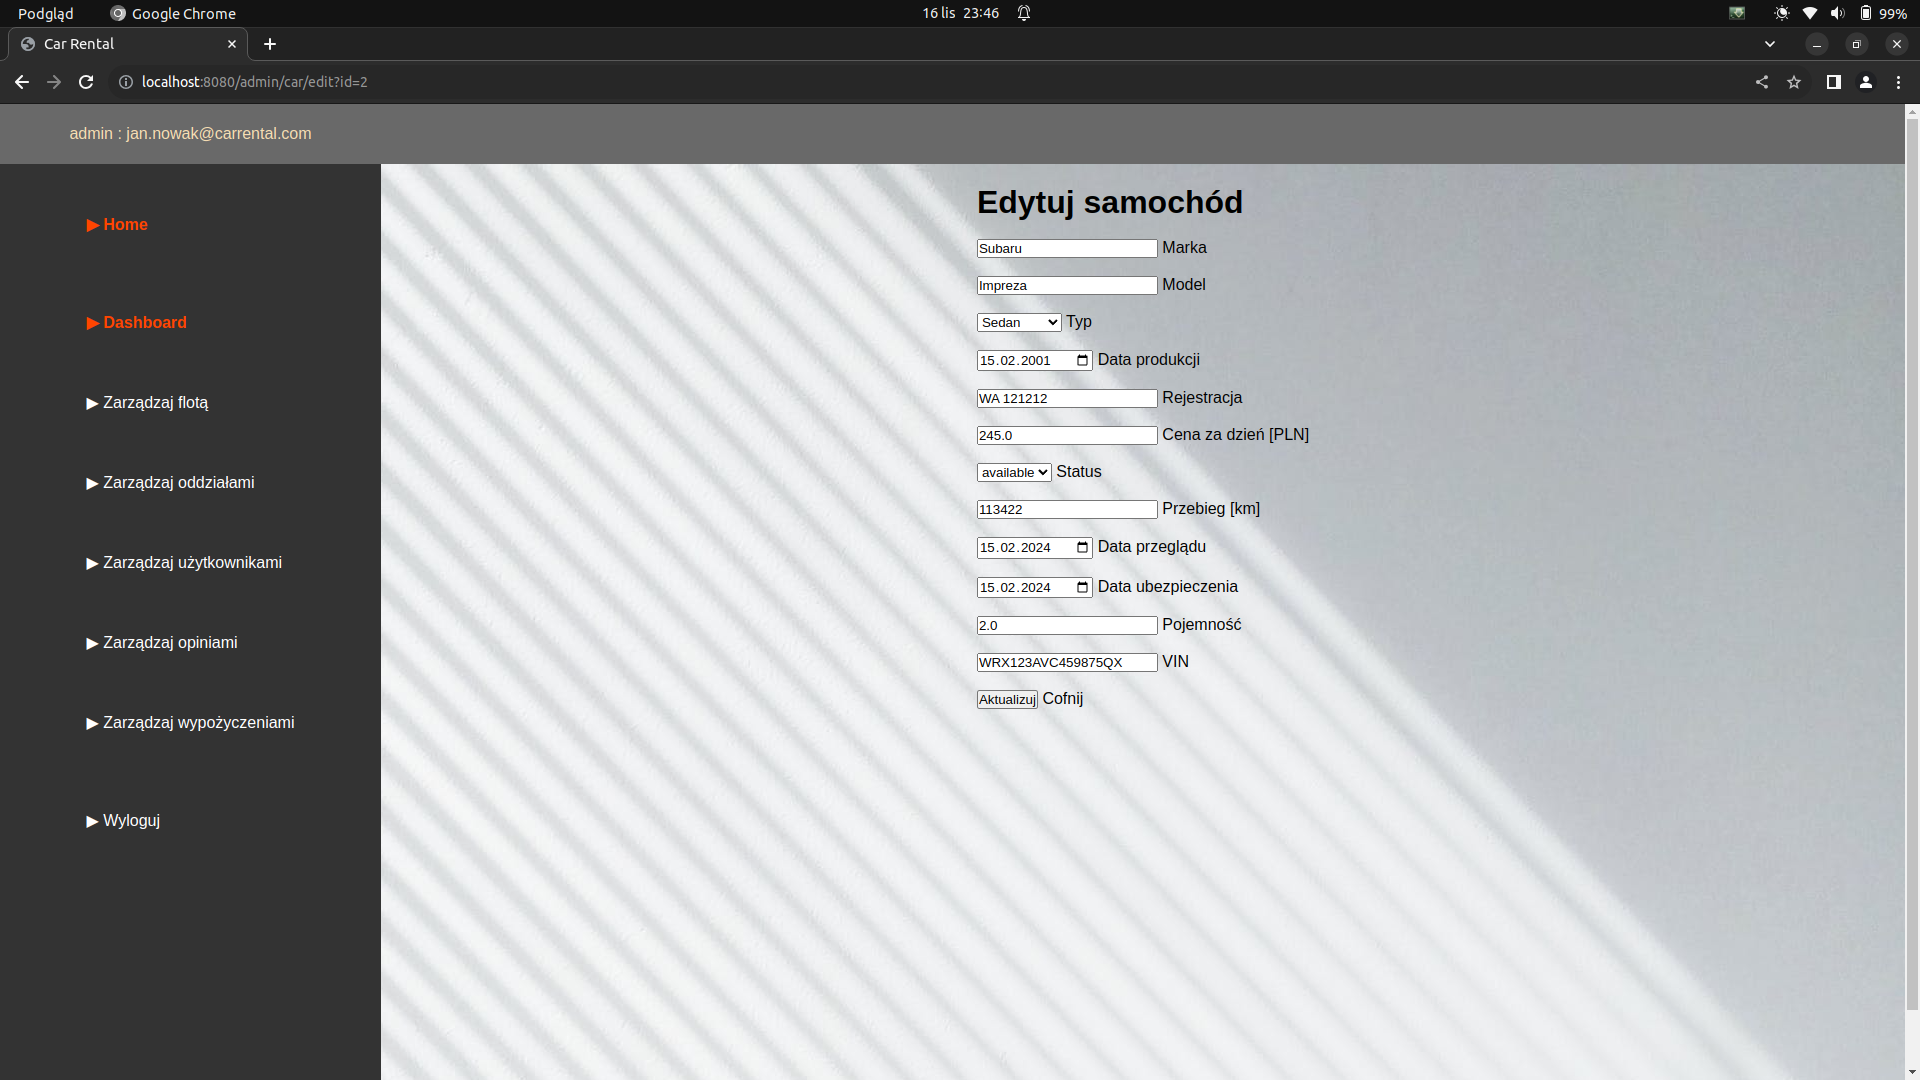 Podgląd Google Chrome 16 lis 23:46 99%
Car Rental
localhost:8080/admin/car/edit?id=2
admin : jan.nowak@carrental.com
▶ Home
▶ Dashboard
▶ Zarządzaj flotą
▶ Zarządzaj oddziałami
▶ Zarządzaj użytkownikami
▶ Zarządzaj opiniami
▶ Zarządzaj wypożyczeniami
▶ Wyloguj
Edytuj samochód
Subaru Marka
Impreza Model
Sedan Typ
15.02.2001 Data produkcji
WA 121212 Rejestracja
245.0 Cena za dzień [PLN]
available Status
113422 Przebieg [km]
15.02.2024 Data przeglądu
15.02.2024 Data ubezpieczenia
2.0 Pojemność
WRX123AVC459875QX VIN
Aktualizuj Cofnij